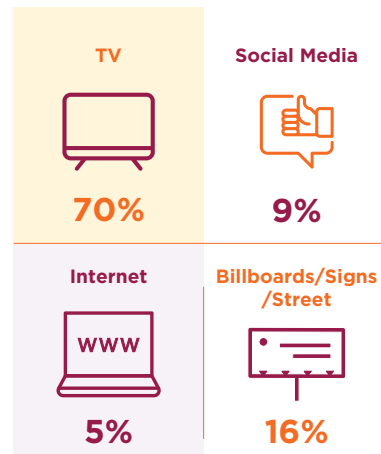 TV
70%
Social Media
9%
Internet
WWW
5%
Billboards/Signs
/Street
16%